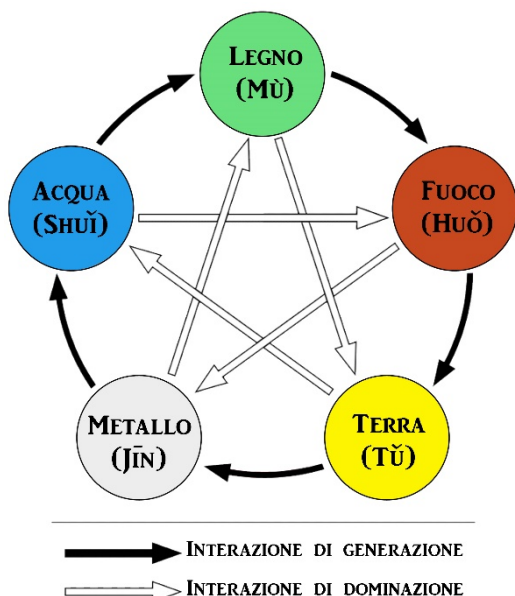 LEGNO
(MÙ)
ACQUA
(SHUǏ)
FUOCO
(HUǑ)
METALLO
(JĪN)
TERRA
(TǓ)
INTERAZIONE DI GENERAZIONE
INTERAZIONE DI DOMINAZIONE